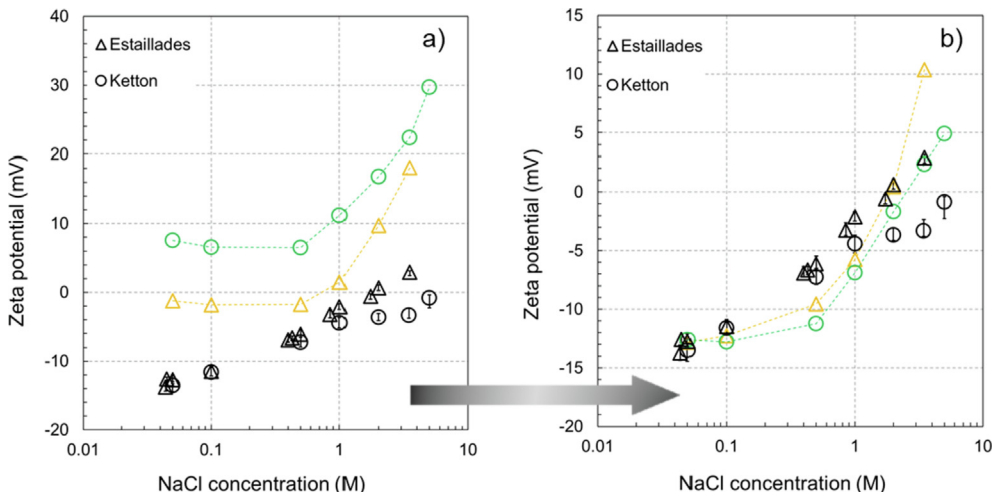 a)
△ Estaillades
○ Ketton
40
30
20
10
0
-10
-20
Zeta potential (mV)
0.01 0.1 1 10
NaCl concentration (M)
b)
△ Estaillades
○ Ketton
15
10
5
0
-5
-10
-15
-20
Zeta potential (mV)
0.01 0.1 1 10
NaCl concentration (M)